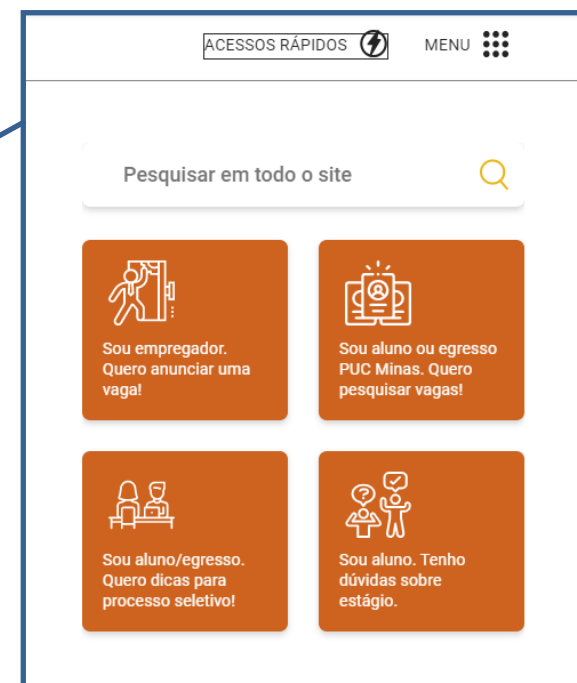 ACESSOS RÁPIDOS
MENU
Pesquisar em todo o site
Sou empregador.
Quero anunciar uma
vaga!
Sou aluno ou egresso
PUC Minas. Quero
pesquisar vagas!
Sou aluno/egresso.
Quero dicas para
processo seletivo!
Sou aluno. Tenho
dúvidas sobre
estágio.